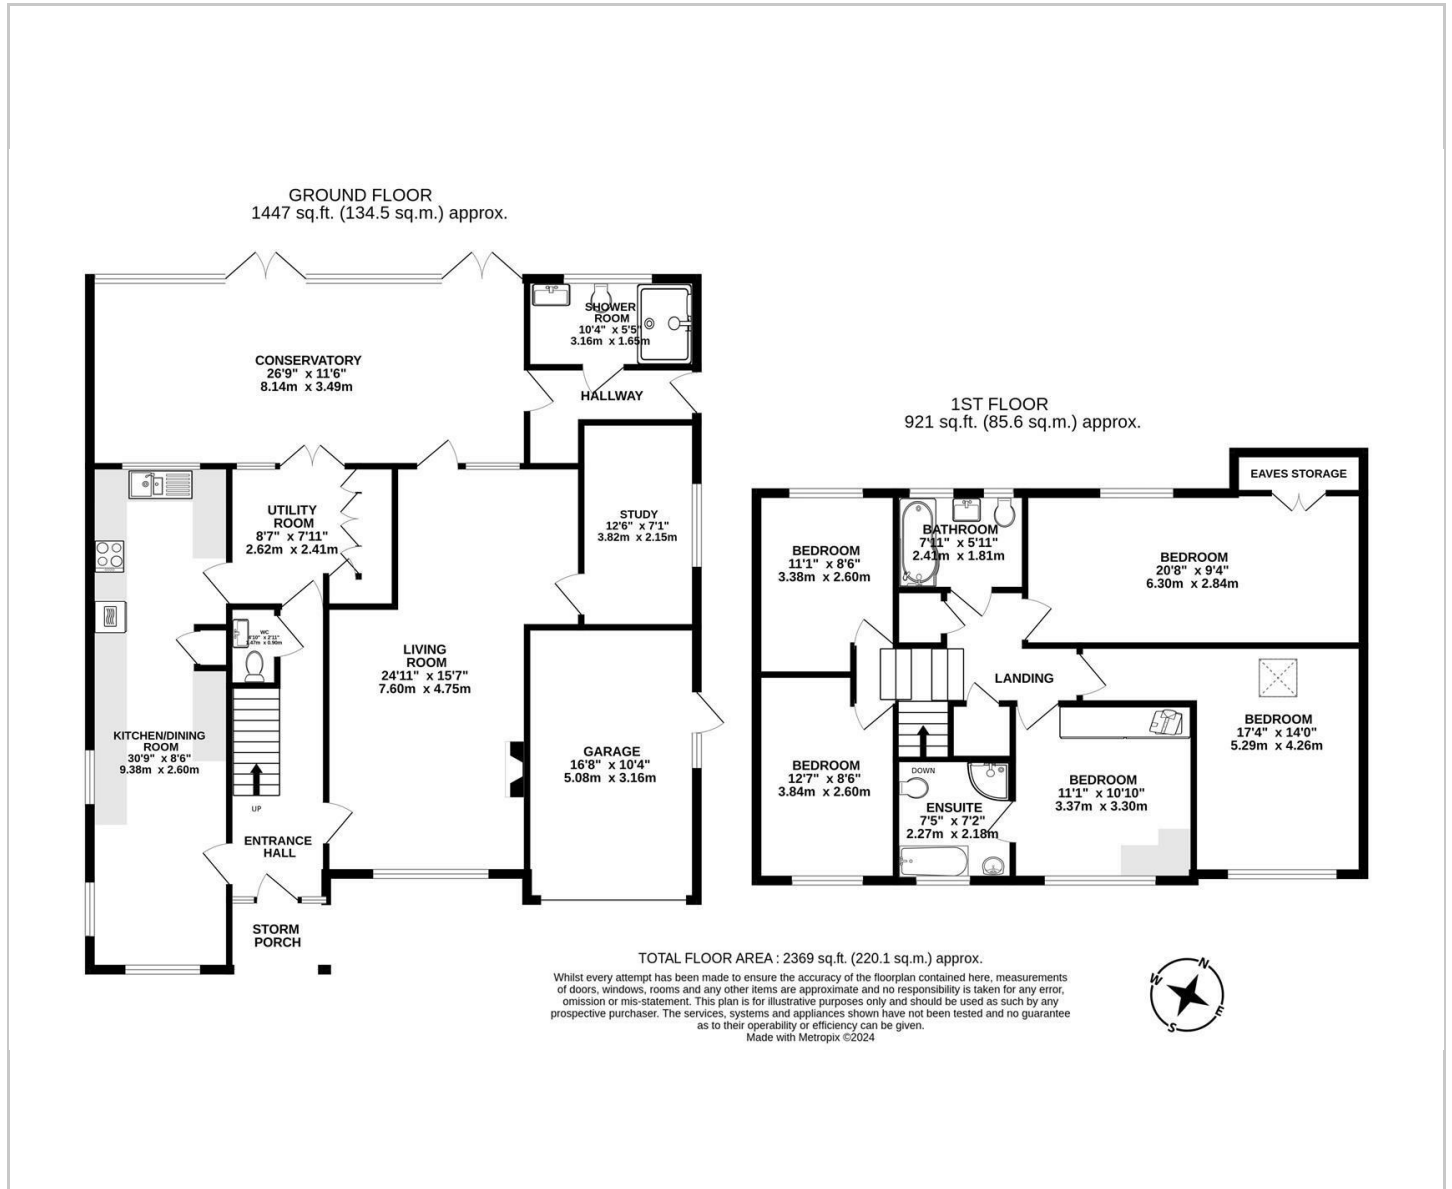 GROUND FLOOR
1447 sq.ft. (134.5 sq.m.) approx.
SHOWER
ROOM
10'4" x 5'5"
3.16m x 1.65m
CONSERVATORY
26'9" x 11'6"
8.14m x 3.49m
HALLWAY
UTILITY
ROOM
8'7" x 7'11"
2.62m x 2.41m
STUDY
12'6" x 7'1"
3.82m x 2.15m
WC
2'11"
0.90m
LIVING
ROOM
24'11" x 15'7"
7.60m x 4.75m
KITCHEN/DINING
ROOM
30'9" x 8'6"
9.38m x 2.60m
GARAGE
16'8" x 10'4"
5.08m x 3.16m
UP
ENTRANCE
HALL
STORM
PORCH
1ST FLOOR
921 sq.ft. (85.6 sq.m.) approx.
EAVES STORAGE
BATHROOM
7'11" x 5'11"
2.41m x 1.81m
BEDROOM
11'1" x 8'6"
3.38m x 2.60m
BEDROOM
20'8" x 9'4"
6.30m x 2.84m
LANDING
BEDROOM
17'4" x 14'0"
5.29m x 4.26m
BEDROOM
12'7" x 8'6"
3.84m x 2.60m
DOWN
ENSUITE
7'5" x 7'2"
2.27m x 2.18m
BEDROOM
11'1" x 10'10"
3.37m x 3.30m
TOTAL FLOOR AREA : 2369 sq.ft. (220.1 sq.m.) approx.
Whilst every attempt has been made to ensure the accuracy of the floorplan contained here, measurements
of doors, windows, rooms and any other items are approximate and no responsibility is taken for any error,
omission or mis-statement. This plan is for illustrative purposes only and should be used as such by any
prospective purchaser. The services, systems and appliances shown have not been tested and no guarantee
as to their operability or efficiency can be given.
Made with Metropix ©2024
N
W
E
S